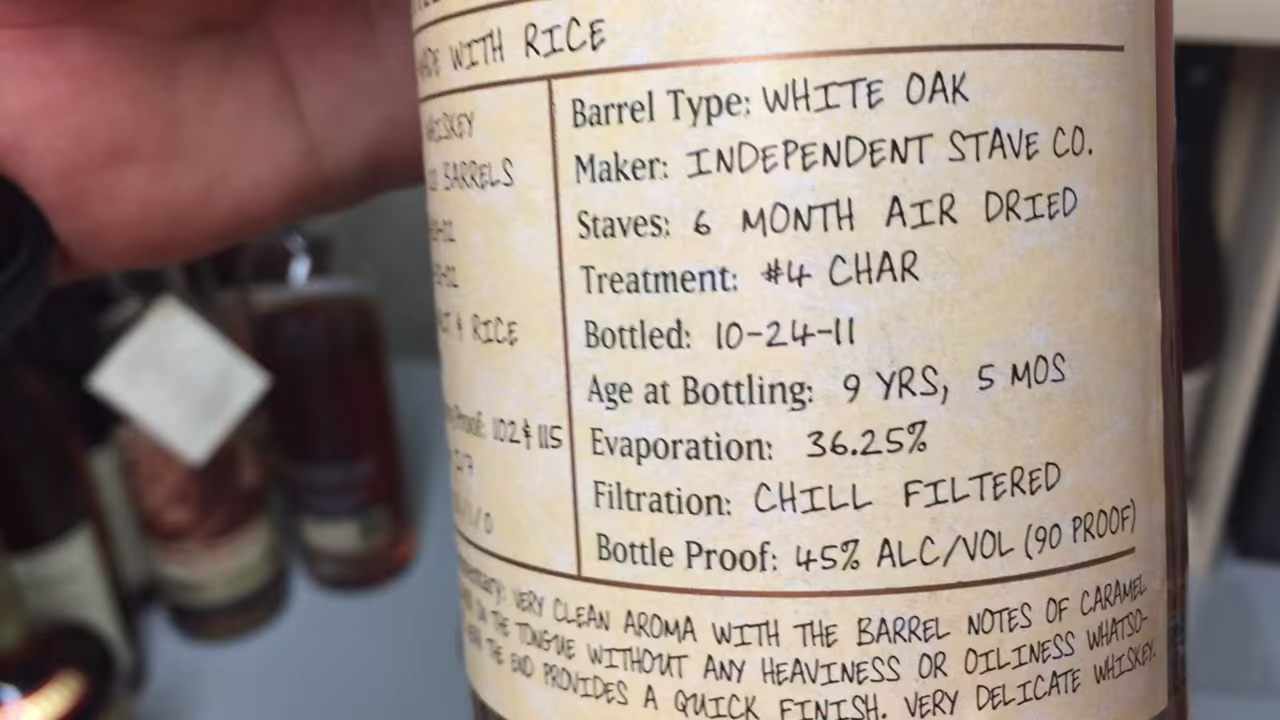 WITH RICE
WHISKEY
BARRELS
& RICE
Proof: 102 & 115
Barrel Type: WHITE OAK
Maker: INDEPENDENT STAVE CO.
Staves: 6 MONTH AIR DRIED
Treatment: #4 CHAR
Bottled: 10-24-11
Age at Bottling: 9 YRS, 5 MOS
Evaporation: 36.25%
Filtration: CHILL FILTERED
Bottle Proof: 45% ALC/VOL (90 PROOF)
VERY CLEAN AROMA WITH THE BARREL NOTES OF CARAMEL
ON THE TONGUE WITHOUT ANY HEAVINESS OR OILINESS WHATSO-
THE END PROVIDES A QUICK FINISH. VERY DELICATE WHISKEY.